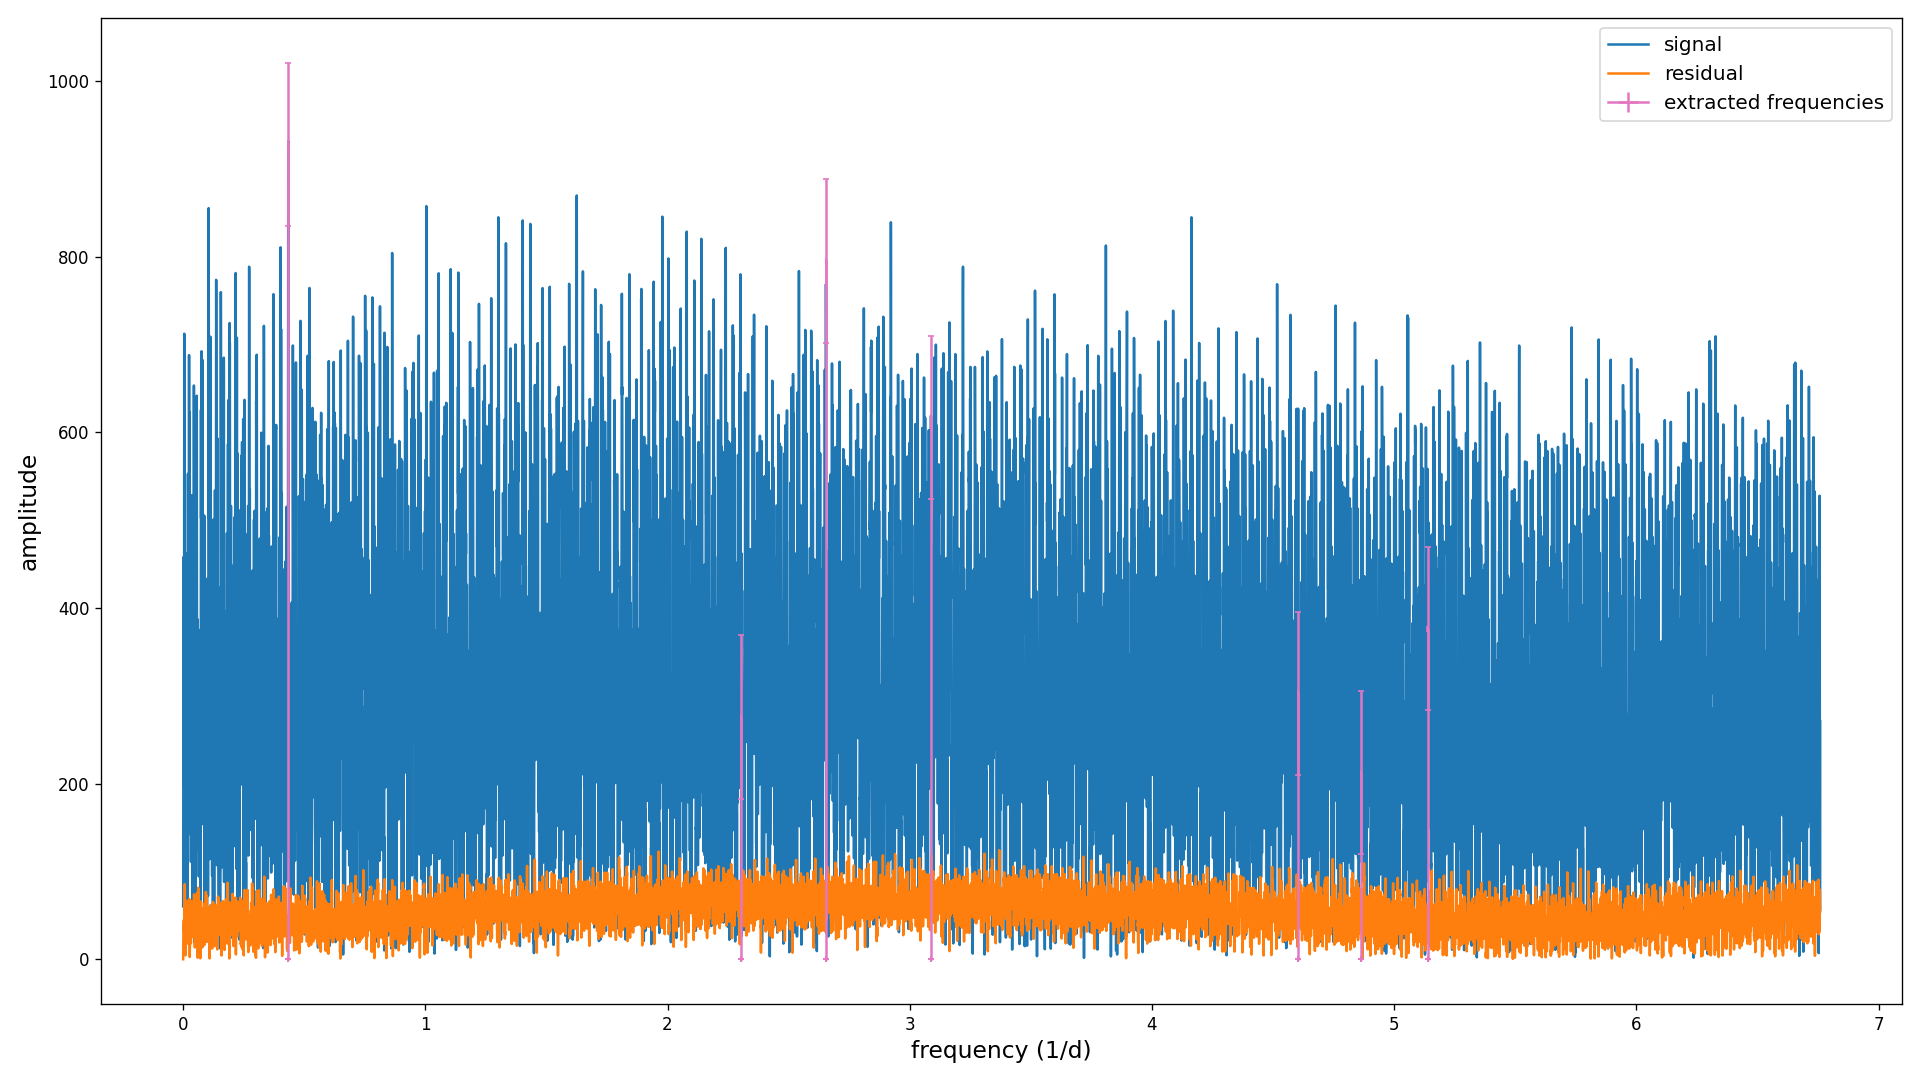 signal
residual
extracted frequencies
1000
800
600
400
200
0
amplitude
0 1 2 3 4 5 6 7
frequency (1/d)